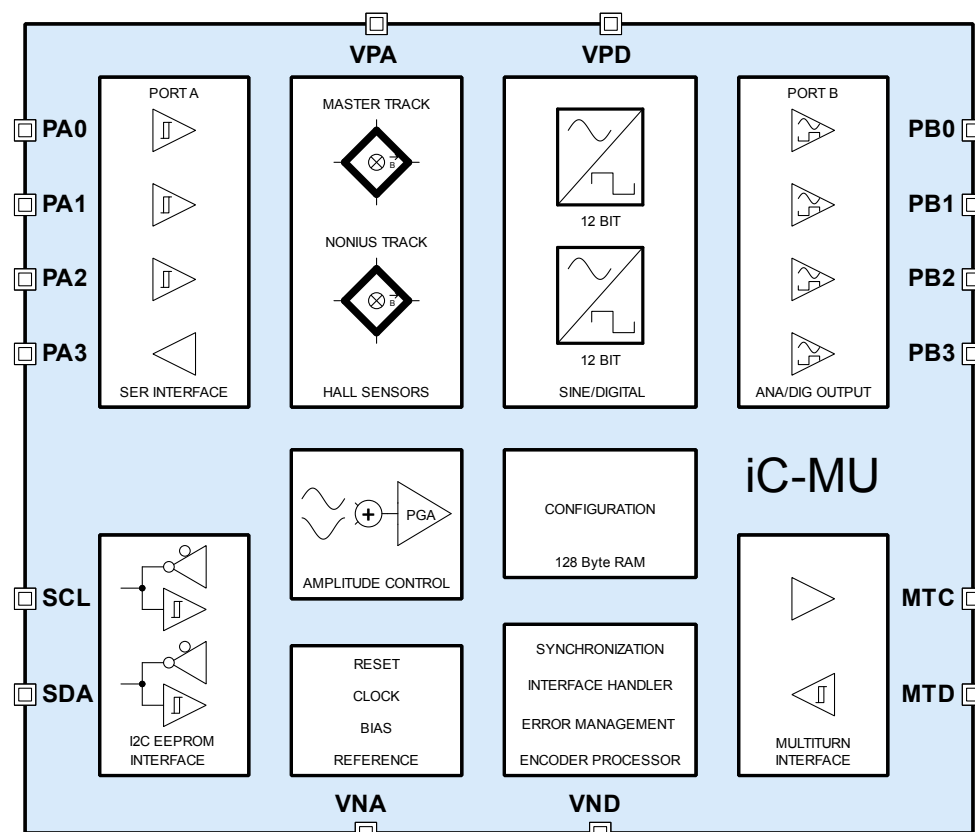 VPA
VPD
PORT A
MASTER TRACK
PORT B
PA0
PA1
PA2
PA3
B
12 BIT
NONIUS TRACK
B
12 BIT
PB0
PB1
PB2
PB3
SER INTERFACE
HALL SENSORS
SINE/DIGITAL
ANA/DIG OUTPUT
iC-MU
PGA
AMPLITUDE CONTROL
CONFIGURATION
128 Byte RAM
SCL
SDA
I2C EEPROM
INTERFACE
RESET
CLOCK
BIAS
REFERENCE
SYNCHRONIZATION
INTERFACE HANDLER
ERROR MANAGEMENT
ENCODER PROCESSOR
MTC
MTD
MULTITURN
INTERFACE
VNA
VND